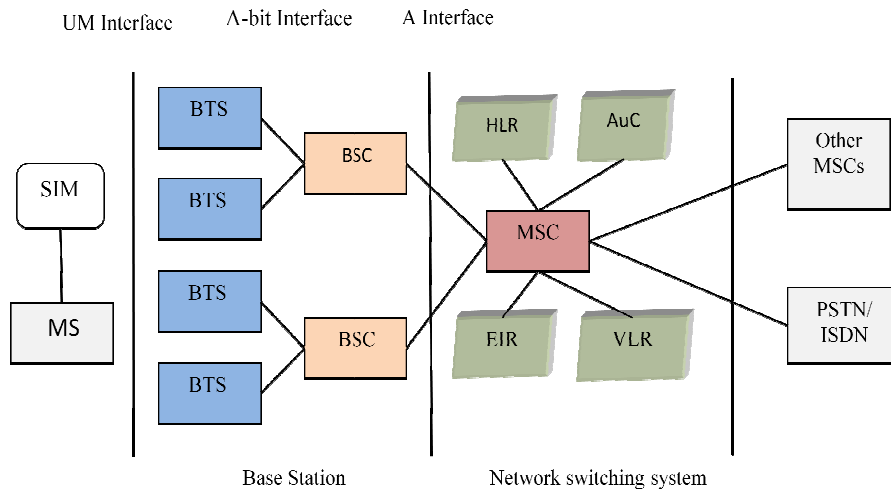 UM Interface
Λ-bit Interface
A Interface
BTS
BTS
BTS
BTS
BSC
BSC
SIM
MS
HLR
AuC
MSC
EIR
VLR
Other
MSCs
PSTN/
ISDN
Base Station
Network switching system